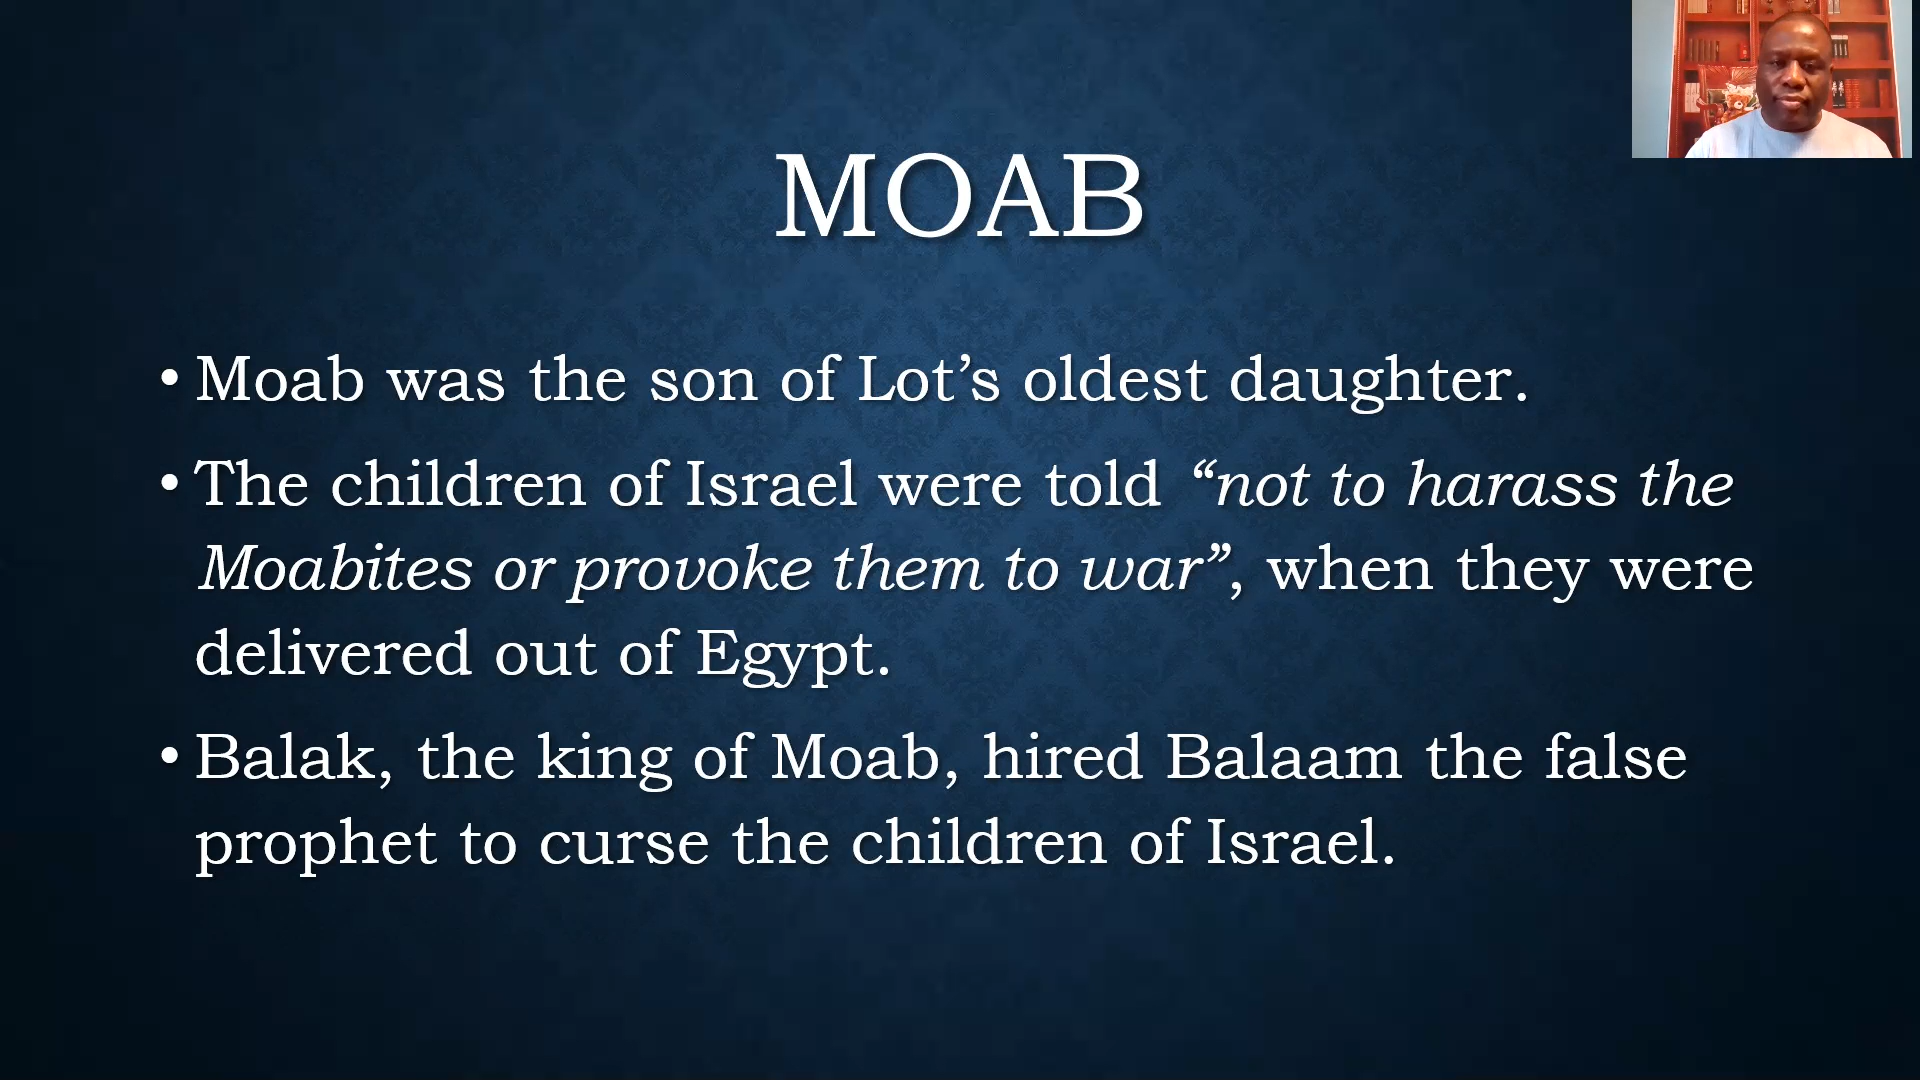 MOAB
• Moab was the son of Lot’s oldest daughter.
• The children of Israel were told “not to harass the
Moabites or provoke them to war”, when they were
delivered out of Egypt.
• Balak, the king of Moab, hired Balaam the false
prophet to curse the children of Israel.